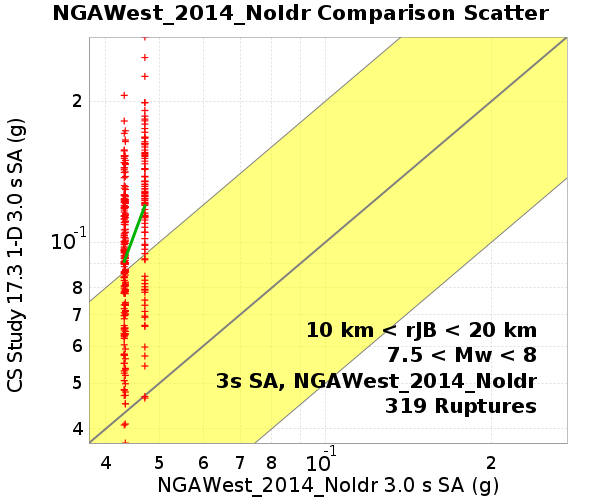 NGAWest_2014_NoIdr Comparison Scatter
CS Study 17.3 1-D 3.0 s SA (g)
2
10⁻¹
8
7
6
5
4
10 km < rJB < 20 km
7.5 < Mw < 8
3s SA, NGAWest_2014_NoIdr
319 Ruptures
4 5 6 7 8 10⁻¹ 2
NGAWest_2014_NoIdr 3.0 s SA (g)